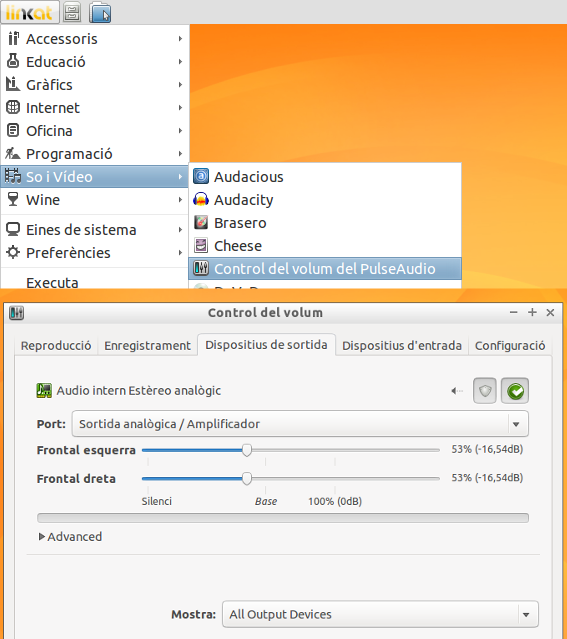 linkat
Accessoris
Educació
Gràfics
Internet
Oficina
Programació
So i Vídeo
Wine
Eines de sistema
Preferències
Executa
Audacious
Audacity
Brasero
Cheese
Control del volum del PulseAudio
Control del volum
Reproducció Enregistrament Dispositius de sortida Dispositius d'entrada Configuració
Audio intern Estèreo analògic
Port: Sortida analògica / Amplificador
Frontal esquerra 53% (-16,54dB)
Frontal dreta 53% (-16,54dB)
Silenci Base 100% (0dB)
Advanced
Mostra: All Output Devices